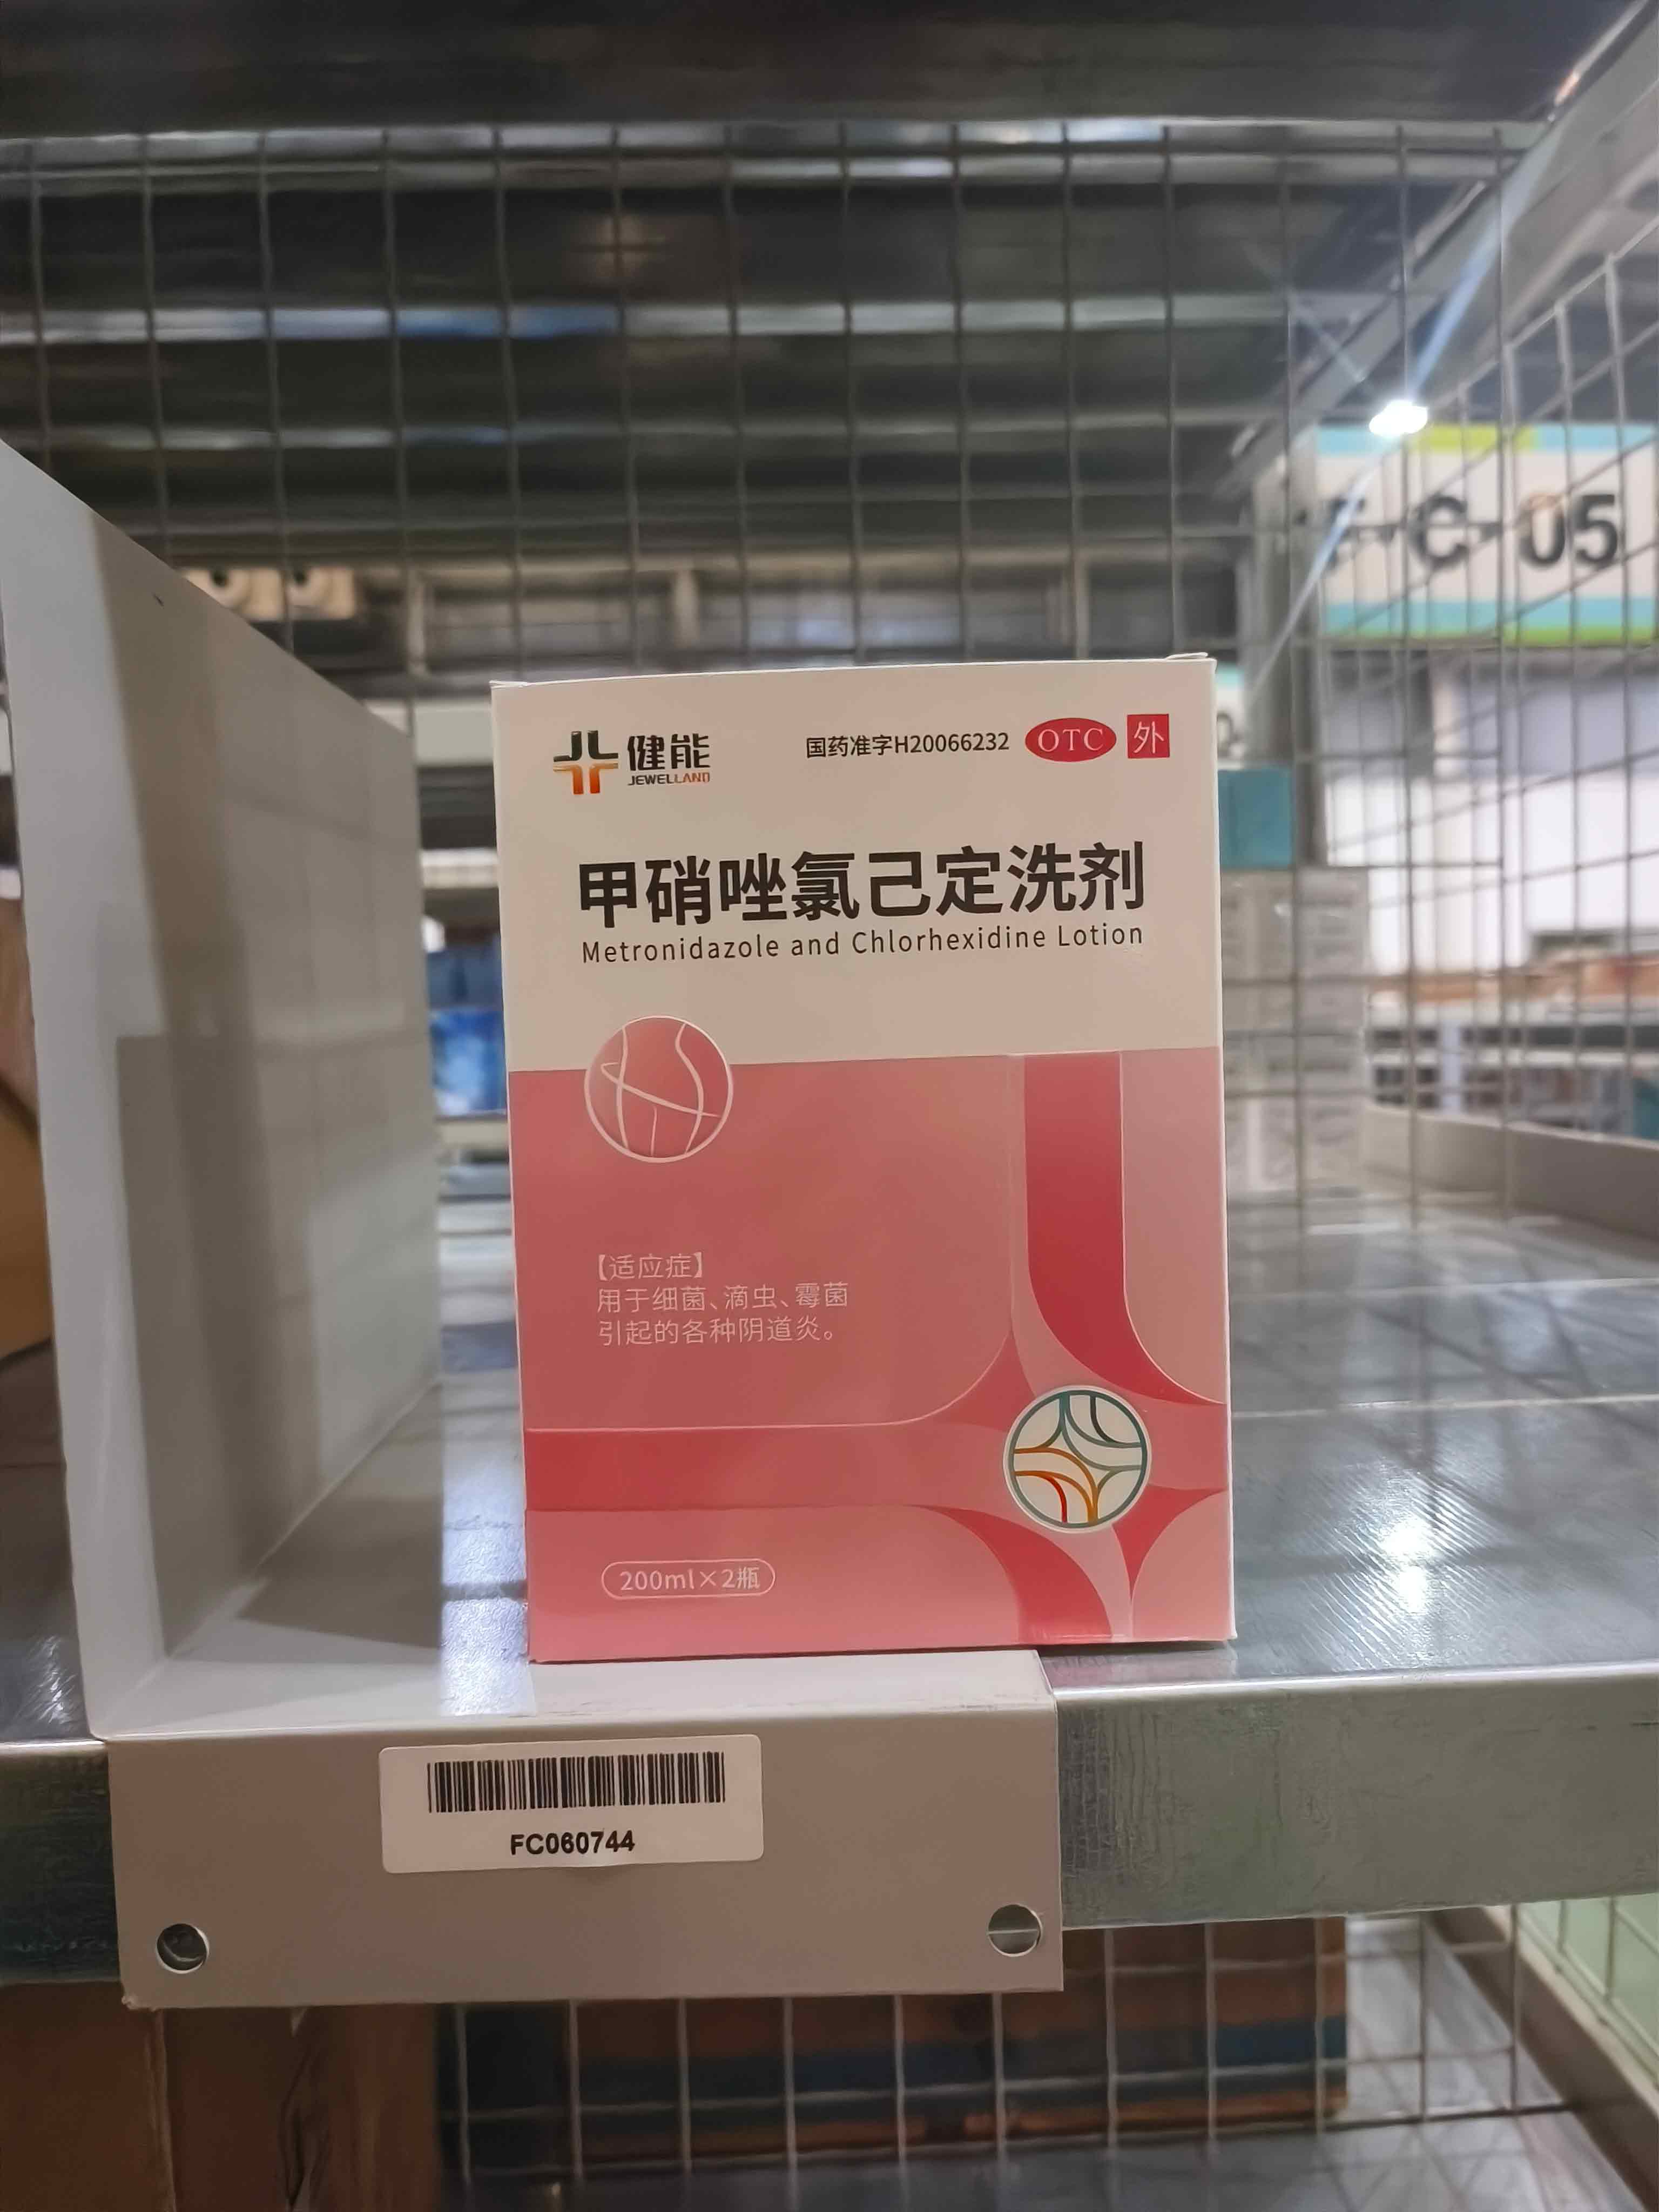 C-05
健能
JEWELLAND
国药准字H20066232
OTC
外
甲硝唑氯己定洗剂
Metronidazole and Chlorhexidine Lotion
【适应症】
用于细菌、滴虫、霉菌
引起的各种阴道炎。
200ml×2瓶
FC060744